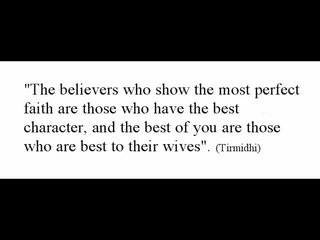 "The believers who show the most perfect
faith are those who have the best
character, and the best of you are those
who are best to their wives". (Tirmidhi)